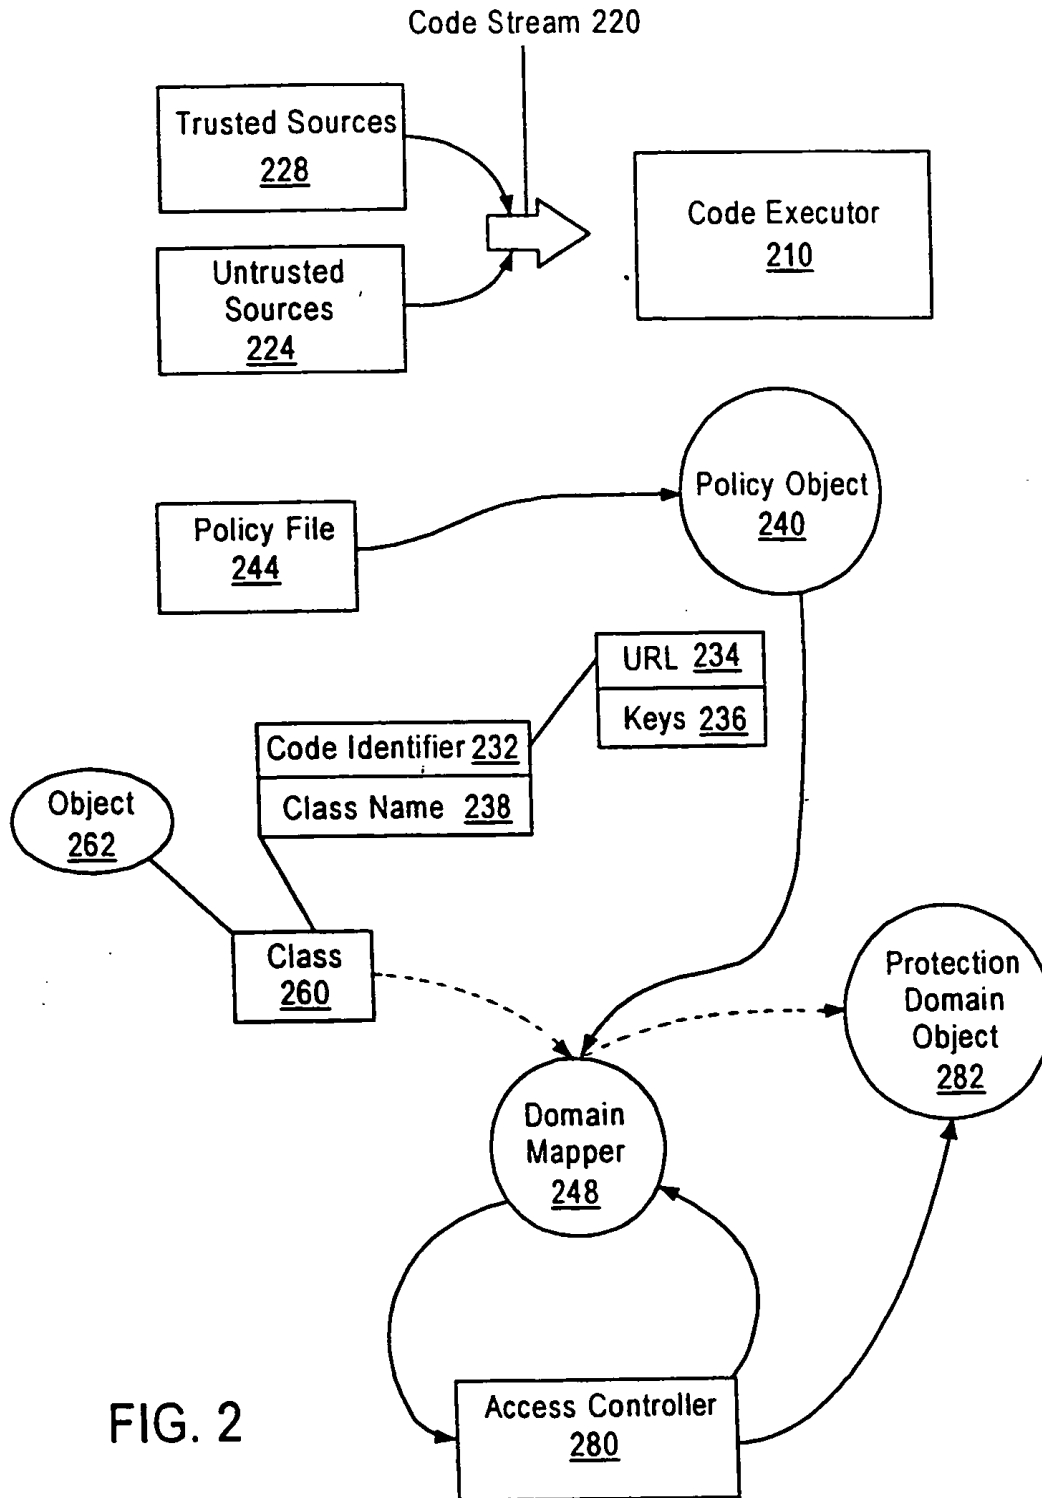 Code Stream 220
Trusted Sources
228
Untrusted
Sources
224
Code Executor
210
Policy Object
240
Policy File
244
URL 234
Keys 236
Code Identifier 232
Class Name 238
Object
262
Class
260
Protection
Domain
Object
282
Domain
Mapper
248
Access Controller
280
FIG. 2